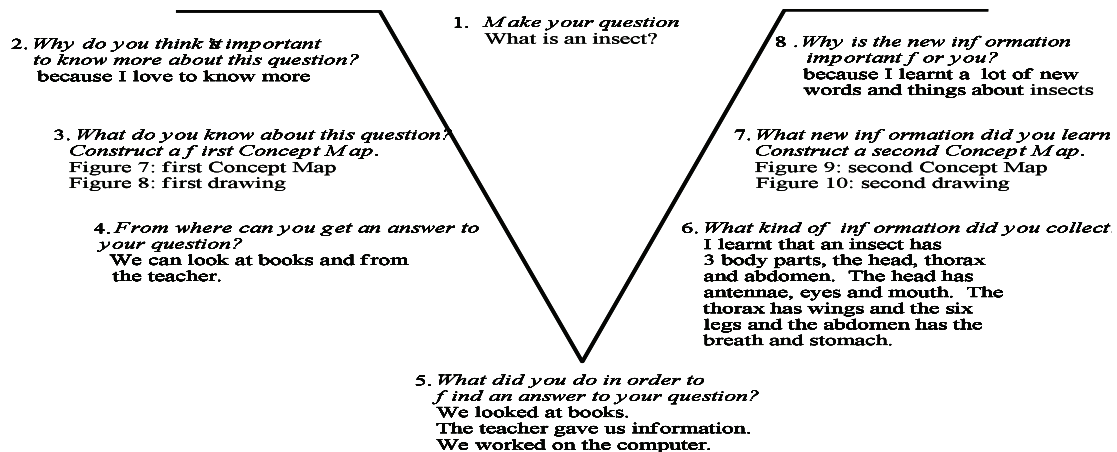 1. Make your question
What is an insect?
2. Why do you think it important
to know more about this question?
because I love to know more
3. What do you know about this question?
Construct a first Concept Map.
Figure 7: first Concept Map
Figure 8: first drawing
4. From where can you get an answer to
your question?
We can look at books and from
the teacher.
5. What did you do in order to
find an answer to your question?
We looked at books.
The teacher gave us information.
We worked on the computer.
6. What kind of information did you collect
I learnt that an insect has
3 body parts, the head, thorax
and abdomen. The head has
antennae, eyes and mouth. The
thorax has wings and the six
legs and the abdomen has the
breath and stomach.
7. What new information did you learn
Construct a second Concept Map.
Figure 9: second Concept Map
Figure 10: second drawing
8. Why is the new information
important for you?
because I learnt a lot of new
words and things about insects